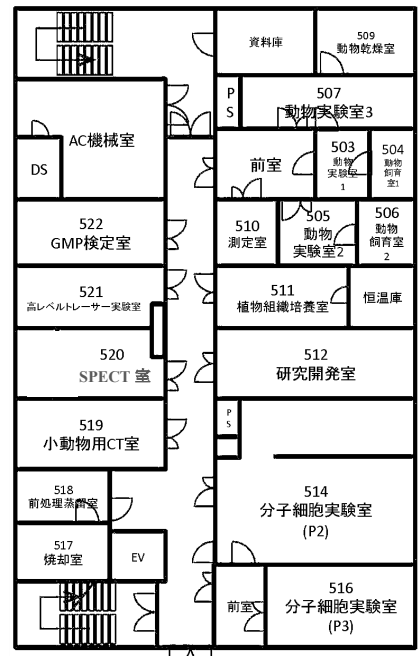 資料庫
509
動物乾燥室
P
S
507
動物実験室3
AC機械室
DS
前室
503
動物
実験室
1
504
動物
飼育
室1
522
GMP検定室
510
測定室
505
動物
実験室2
506
動物
飼育室
2
521
高レベルトレーサー実験室
511
植物組織培養室
恒温庫
520
SPECT 室
512
研究開発室
519
小動物用CT室
P
S
518
前処理蒸留室
514
分子細胞実験室
(P2)
517
焼却室
EV
前室
516
分子細胞実験室
(P3)